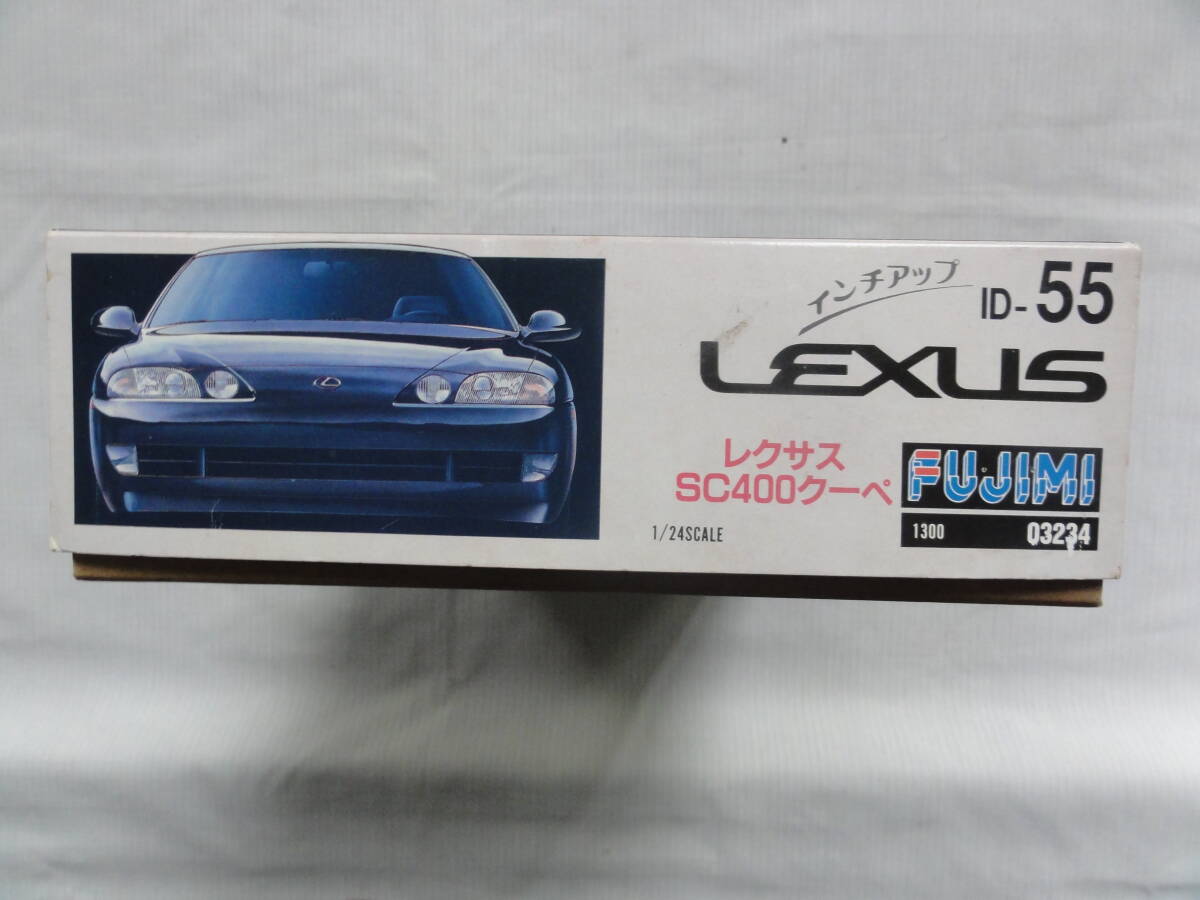 インチアップ
ID-55
LEXUS
レクサス
SC400クーペ
FUJIMI
1/24SCALE
1300 03234